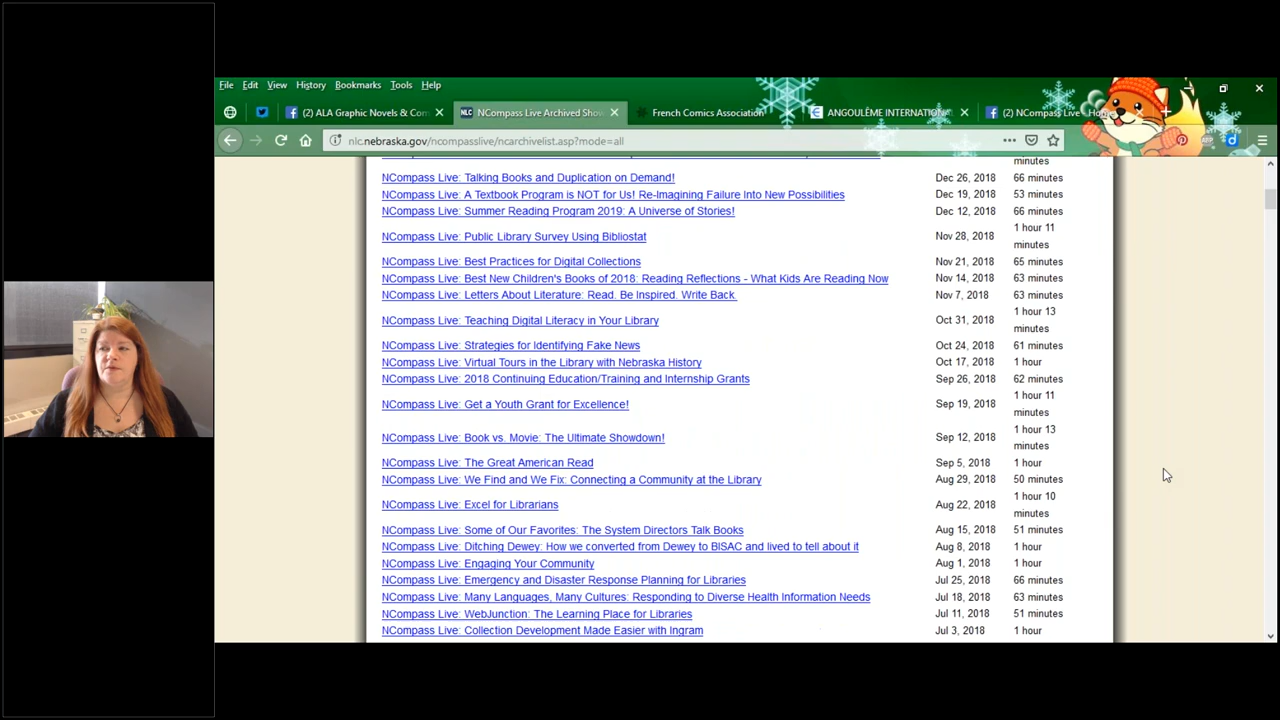 File Edit View History Bookmarks Tools Help
(2) ALA Graphic Novels & Com
NLC NCompass Live Archived Sho
French Comics Association
ANGOULÊME INTERNATION
(2) NCompass Live - Ho
nlc.nebraska.gov/ncompasslive/ncarchivelist.asp?mode=all
minutes
NCompass Live: Talking Books and Duplication on Demand! Dec 26, 2018 66 minutes
NCompass Live: A Textbook Program is NOT for Us! Re-Imagining Failure Into New Possibilities Dec 19, 2018 53 minutes
NCompass Live: Summer Reading Program 2019: A Universe of Stories! Dec 12, 2018 66 minutes
NCompass Live: Public Library Survey Using Bibliostat Nov 28, 2018 1 hour 11
minutes
NCompass Live: Best Practices for Digital Collections Nov 21, 2018 65 minutes
NCompass Live: Best New Children's Books of 2018: Reading Reflections - What Kids Are Reading Now Nov 14, 2018 63 minutes
NCompass Live: Letters About Literature: Read. Be Inspired. Write Back. Nov 7, 2018 63 minutes
NCompass Live: Teaching Digital Literacy in Your Library Oct 31, 2018 1 hour 13
minutes
NCompass Live: Strategies for Identifying Fake News Oct 24, 2018 61 minutes
NCompass Live: Virtual Tours in the Library with Nebraska History Oct 17, 2018 1 hour
NCompass Live: 2018 Continuing Education/Training and Internship Grants Sep 26, 2018 62 minutes
NCompass Live: Get a Youth Grant for Excellence! Sep 19, 2018 1 hour 11
minutes
NCompass Live: Book vs. Movie: The Ultimate Showdown! Sep 12, 2018 1 hour 13
minutes
NCompass Live: The Great American Read Sep 5, 2018 1 hour
NCompass Live: We Find and We Fix: Connecting a Community at the Library Aug 29, 2018 50 minutes
NCompass Live: Excel for Librarians Aug 22, 2018 1 hour 10
minutes
NCompass Live: Some of Our Favorites: The System Directors Talk Books Aug 15, 2018 51 minutes
NCompass Live: Ditching Dewey: How we converted from Dewey to BISAC and lived to tell about it Aug 8, 2018 1 hour
NCompass Live: Engaging Your Community Aug 1, 2018 1 hour
NCompass Live: Emergency and Disaster Response Planning for Libraries Jul 25, 2018 66 minutes
NCompass Live: Many Languages, Many Cultures: Responding to Diverse Health Information Needs Jul 18, 2018 63 minutes
NCompass Live: WebJunction: The Learning Place for Libraries Jul 11, 2018 51 minutes
NCompass Live: Collection Development Made Easier with Ingram Jul 3, 2018 1 hour